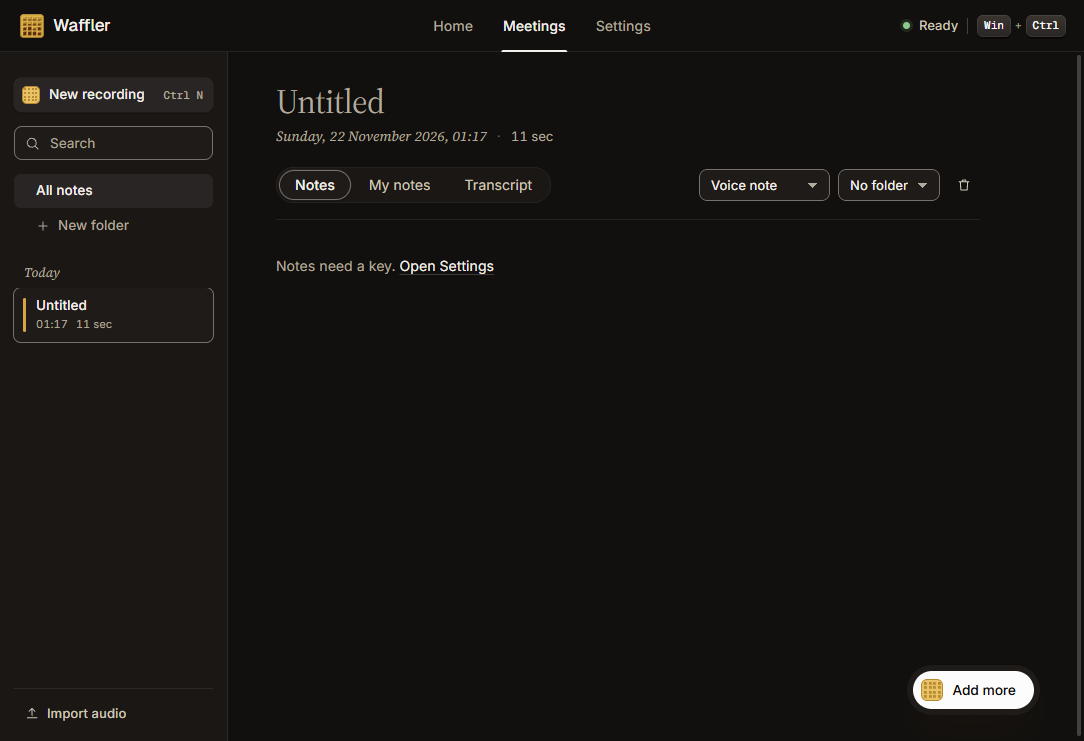 Waffler
Home Meetings Settings
Ready Win + Ctrl
New recording Ctrl N
Search
All notes
+ New folder
Today
Untitled
01:17 11 sec
Import audio
Untitled
Sunday, 22 November 2026, 01:17 · 11 sec
Notes My notes Transcript
Voice note No folder
Notes need a key. Open Settings
Add more